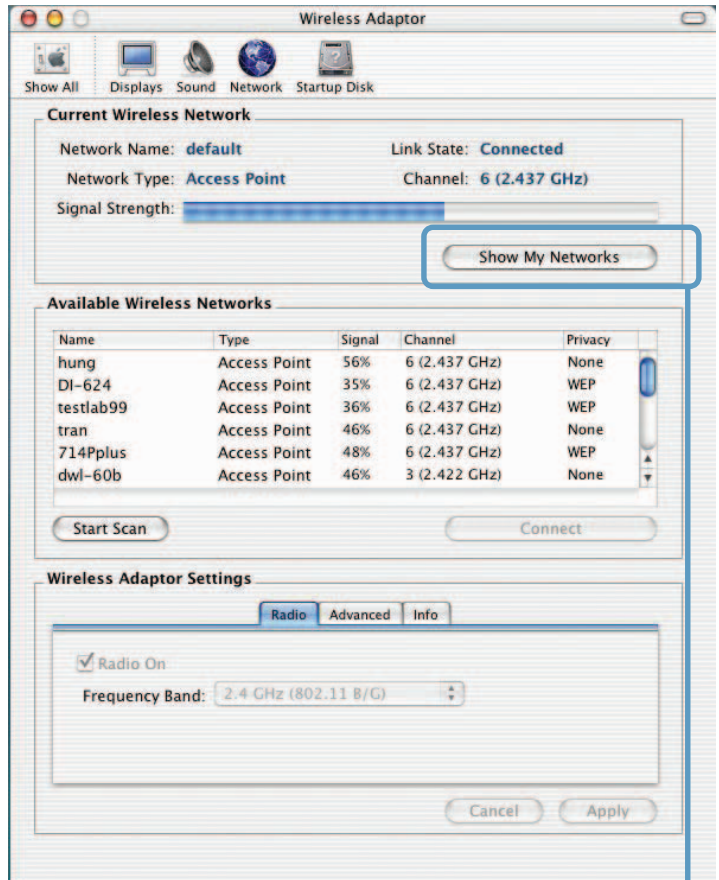 Wireless Adaptor
Show All Displays Sound Network Startup Disk
Current Wireless Network
Network Name: default Link State: Connected
Network Type: Access Point Channel: 6 (2.437 GHz)
Signal Strength:
Show My Networks
Available Wireless Networks
Name Type Signal Channel Privacy
hung Access Point 56% 6 (2.437 GHz) None
DI-624 Access Point 35% 6 (2.437 GHz) WEP
testlab99 Access Point 36% 6 (2.437 GHz) WEP
tran Access Point 46% 6 (2.437 GHz) None
714Pplus Access Point 48% 6 (2.437 GHz) WEP
dwl-60b Access Point 46% 3 (2.422 GHz) None
Start Scan Connect
Wireless Adaptor Settings
Radio Advanced Info
Radio On
Frequency Band: 2.4 GHz (802.11 B/G)
Cancel Apply